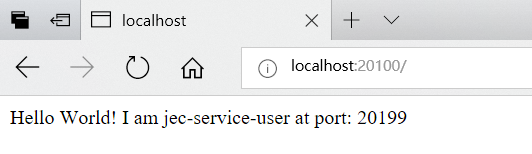 localhost
localhost:20100/
Hello World! I am jec-service-user at port: 20199